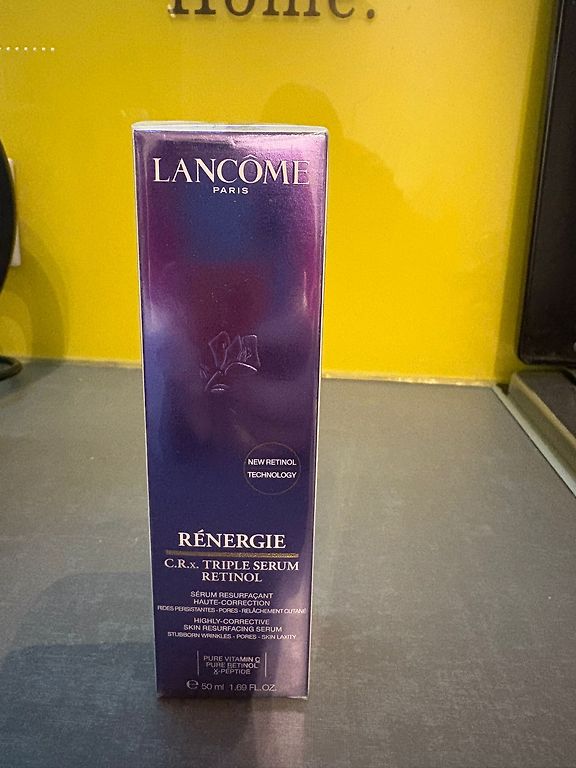 Home.
LANCÔME
PARIS
NEW RETINOL
TECHNOLOGY
RÉNERGIE
C.R.x. TRIPLE SERUM
RETINOL
SÉRUM RESURFAÇANT
HAUTE-CORRECTION
RIDES PERSISTANTES - PORES - RELÂCHEMENT CUTANÉ
HIGHLY-CORRECTIVE
SKIN RESURFACING SERUM
STUBBORN WRINKLES - PORES - SKIN LAXITY
PURE VITAMIN C
PURE RETINOL
X-PEPTIDE
℮ 50 ml 1.69 FL.OZ.